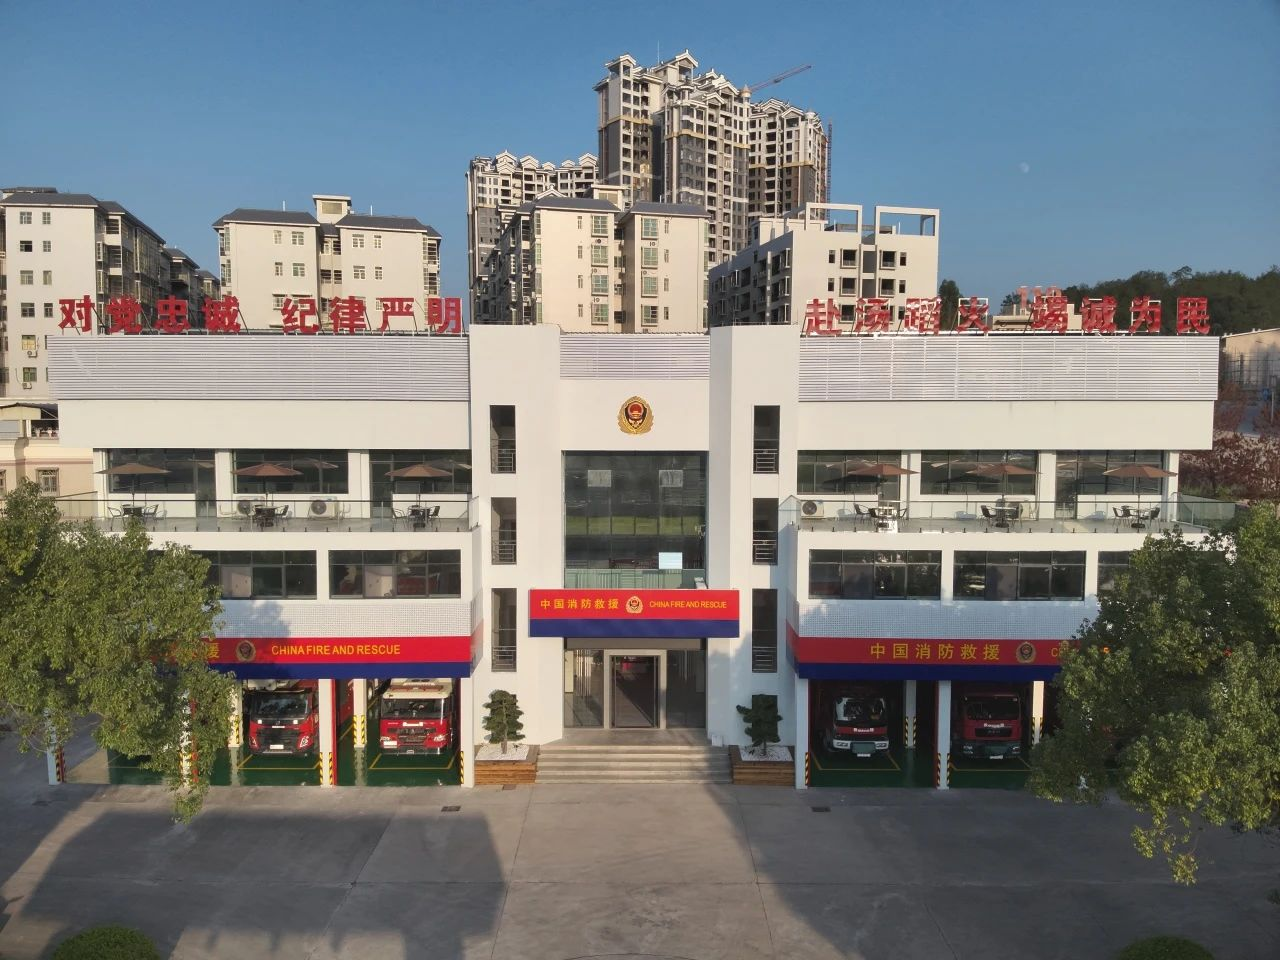 对党忠诚 纪律严明
赴汤蹈火 竭诚为民
中国消防救援 CHINA FIRE AND RESCUE
援 CHINA FIRE AND RESCUE
中国消防救援